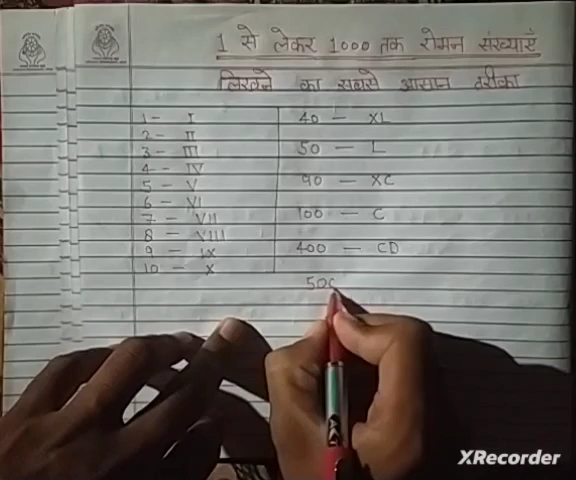 1 से लेकर 1000 तक रोमन संख्याएँ
लिखने का सबसे आसान तरीका
1 - I
2 - II
3 - III
4 - IV
5 - V
6 - VI
7 - VII
8 - VIII
9 - IX
10 - X
40 - XL
50 - L
90 - XC
100 - C
400 - CD
500
XRecorder